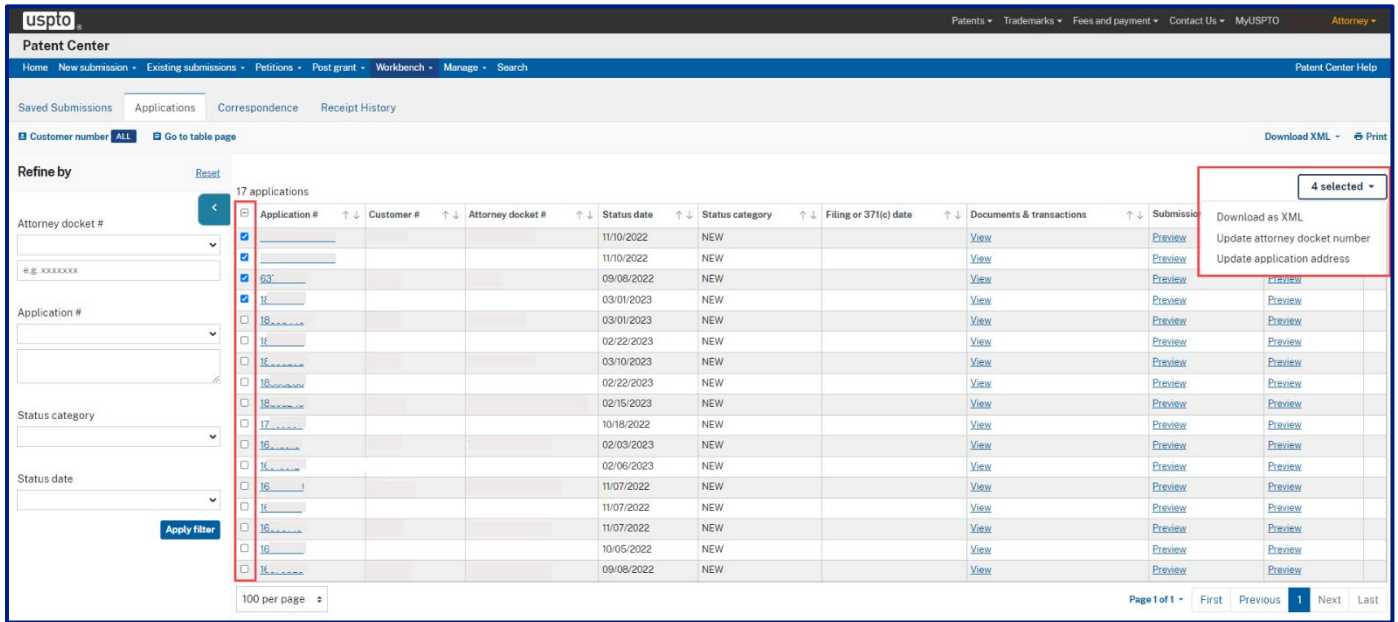 uspto® Patents Trademarks Fees and payment Contact Us MyUSPTO Attorney
Patent Center
Home New submission Existing submissions Petitions Post grant Workbench Manage Search Patent Center Help
Saved Submissions Applications Correspondence Receipt History
Customer number ALL Go to table page Download XML Print
Refine by Reset
4 selected
17 applications
Application # Customer # Attorney docket # Status date Status category Filing or 371(c) date Documents & transactions
Download as XML
Update attorney docket number
Update application address
Attorney docket #
e.g. xxxxxxx
Application #
Status category
Status date
Apply filter
11/10/2022 NEW View Preview
11/10/2022 NEW View Preview
09/08/2022 NEW View Preview Preview
03/01/2023 NEW View Preview Preview
03/01/2023 NEW View Preview Preview
02/22/2023 NEW View Preview Preview
03/10/2023 NEW View Preview Preview
02/22/2023 NEW View Preview Preview
02/15/2023 NEW View Preview Preview
10/18/2022 NEW View Preview Preview
02/03/2023 NEW View Preview Preview
02/06/2023 NEW View Preview Preview
11/07/2022 NEW View Preview Preview
11/07/2022 NEW View Preview Preview
11/07/2022 NEW View Preview Preview
10/05/2022 NEW View Preview Preview
09/08/2022 NEW View Preview Preview
100 per page Page 1 of 1 First Previous 1 Next Last